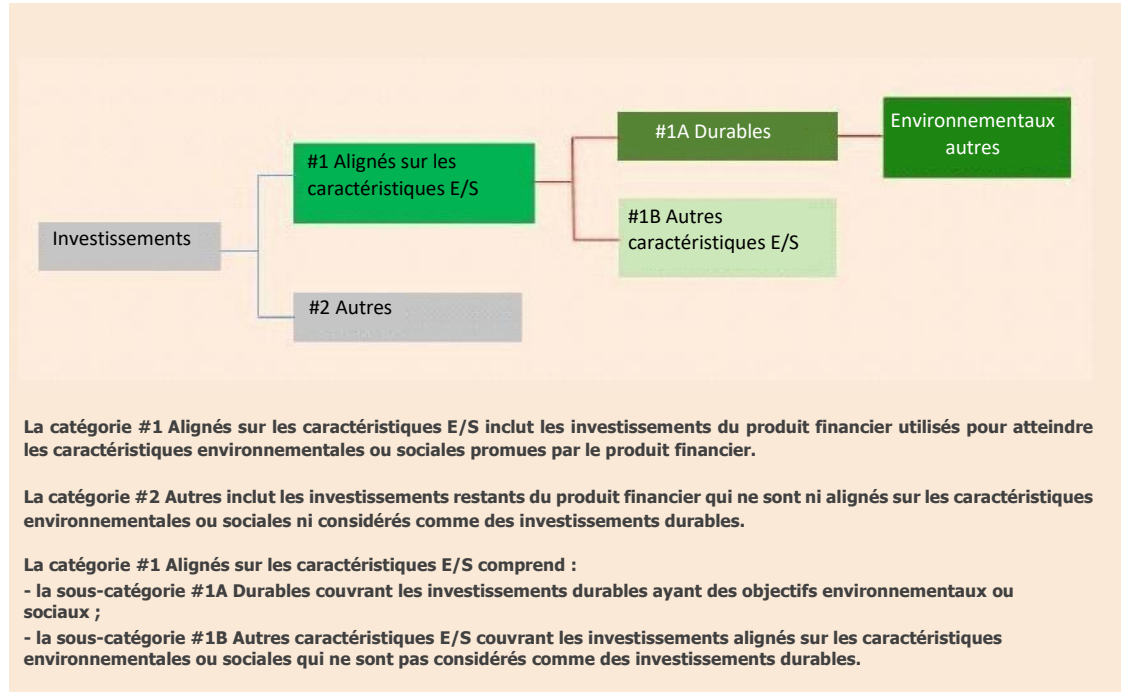 Investissements
#1 Alignés sur les
caractéristiques E/S
#2 Autres
#1A Durables
#1B Autres
caractéristiques E/S
Environnementaux
autres
La catégorie #1 Alignés sur les caractéristiques E/S inclut les investissements du produit financier utilisés pour atteindre
les caractéristiques environnementales ou sociales promues par le produit financier.
La catégorie #2 Autres inclut les investissements restants du produit financier qui ne sont ni alignés sur les caractéristiques
environnementales ou sociales ni considérés comme des investissements durables.
La catégorie #1 Alignés sur les caractéristiques E/S comprend :
- la sous-catégorie #1A Durables couvrant les investissements durables ayant des objectifs environnementaux ou
sociaux ;
- la sous-catégorie #1B Autres caractéristiques E/S couvrant les investissements alignés sur les caractéristiques
environnementales ou sociales qui ne sont pas considérés comme des investissements durables.